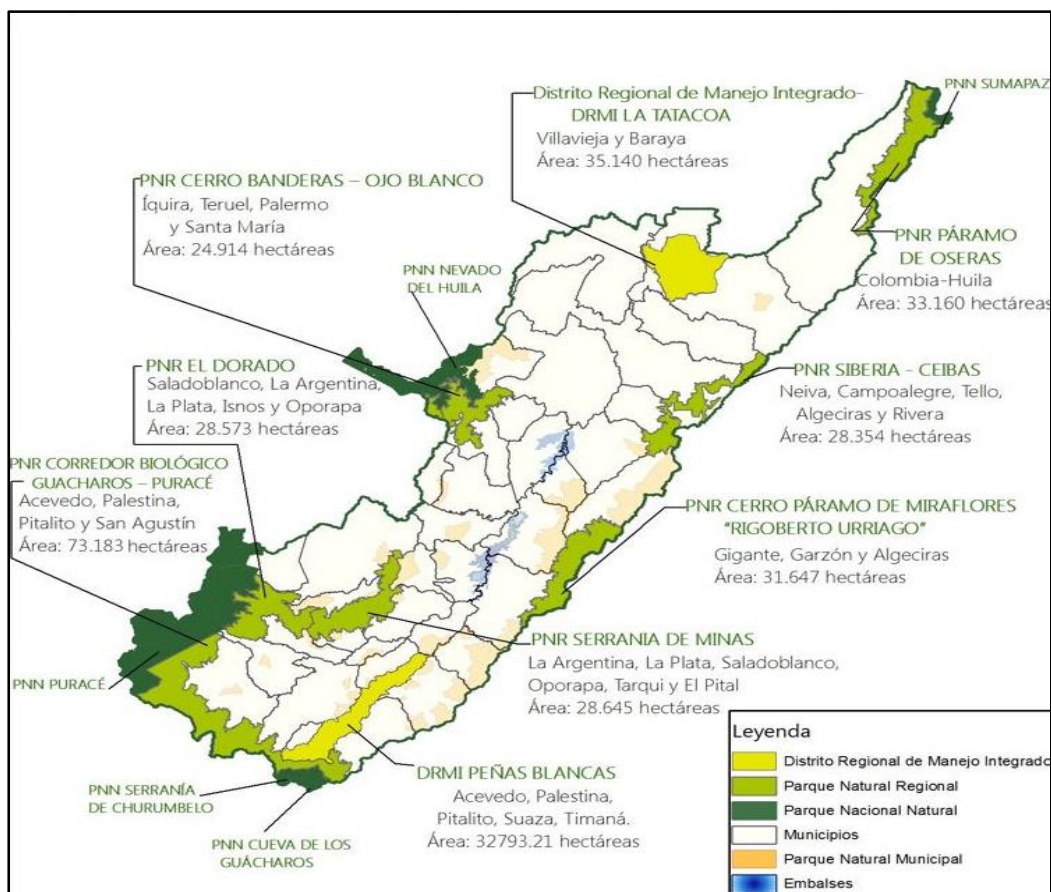 PNN SUMAPAZ
Distrito Regional de Manejo Integrado-
DRMI LA TATACOA
Villavieja y Baraya
Área: 35.140 hectáreas
PNR CERRO BANDERAS – OJO BLANCO
Íquira, Teruel, Palermo
y Santa María
Área: 24.914 hectáreas
PNR PÁRAMO
DE OSERAS
Colombia-Huila
Área: 33.160 hectáreas
PNN NEVADO
DEL HUILA
PNR EL DORADO
Saladoblanco, La Argentina,
La Plata, Isnos y Oporapa
Área: 28.573 hectáreas
PNR SIBERIA - CEIBAS
Neiva, Campoalegre, Tello,
Algeciras y Rivera
Área: 28.354 hectáreas
PNR CORREDOR BIOLÓGICO
GUACHAROS – PURACÉ
Acevedo, Palestina,
Pitalito y San Agustín
Área: 73.183 hectáreas
PNR CERRO PÁRAMO DE MIRAFLORES
"RIGOBERTO URRIAGO"
Gigante, Garzón y Algeciras
Área: 31.647 hectáreas
PNR SERRANIA DE MINAS
La Argentina, La Plata, Saladoblanco,
Oporapa, Tarqui y El Pital
Área: 28.645 hectáreas
PNN PURACÉ
PNN SERRANÍA
DE CHURUMBELO
PNN CUEVA DE LOS
GUÁCHAROS
DRMI PEÑAS BLANCAS
Acevedo, Palestina,
Pitalito, Suaza, Timaná.
Área: 32793.21 hectáreas
Leyenda
Distrito Regional de Manejo Integrado
Parque Natural Regional
Parque Nacional Natural
Municipios
Parque Natural Municipal
Embalses